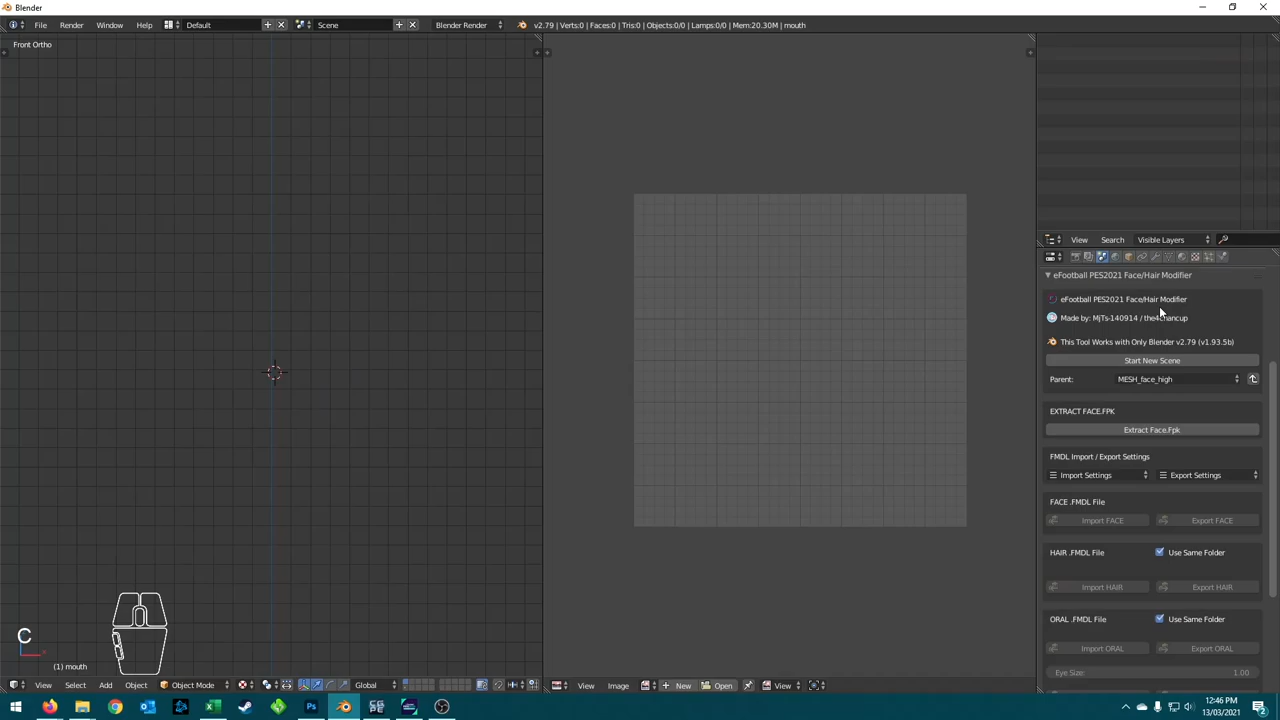 Blender
File Render Window Help Default Scene Blender Render v2.79 | Verts:0/0 | Faces:0/0 | Tris:0 | Objects:0/0 | Lamps:0/0 | Mem:20.30M | mouth
Front Ortho
View Search Visible Layers
eFootball PES2021 Face/Hair Modifier
eFootball PES2021 Face/Hair Modifier
Made by: MjTs-140914 / the4chancup
This Tool Works with Only Blender v2.79 (v1.93.5b)
Start New Scene
Parent: MESH_face_high
EXTRACT FACE.FPK
Extract Face.Fpk
FMDL Import / Export Settings
Import Settings Export Settings
FACE .FMDL File
Import FACE Export FACE
HAIR .FMDL File Use Same Folder
Import HAIR Export HAIR
ORAL .FMDL File Use Same Folder
Import ORAL Export ORAL
Eye Size: 1.00
C
(1) mouth
View Select Add Object Object Mode Global View Image New Open View
12:46 PM
13/03/2021